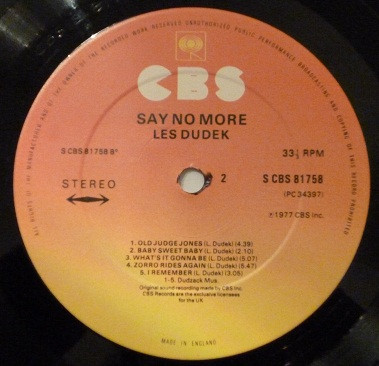 ALL RIGHTS OF THE MANUFACTURER AND OF THE OWNER OF THE RECORDED WORK RESERVED UNAUTHORISED PUBLIC PERFORMANCE BROADCASTING AND COPYING OF THIS RECORD PROHIBITED
CBS
SAY NO MORE
LES DUDEK
S CBS 81758 B²
33⅓ RPM
STEREO
2
S CBS 81758
(PC 34397)
℗ 1977 CBS Inc.
1. OLD JUDGE JONES (L. Dudek) (4.39)
2. BABY SWEET BABY (L. Dudek) (2.10)
3. WHAT'S IT GONNA BE (L. Dudek) (5.07)
4. ZORRO RIDES AGAIN (L. Dudek) (5.47)
5. I REMEMBER (L. Dudek) (3.05)
1-5. Dudzack Mus.
Original sound recording made by CBS Inc
CBS Records are the exclusive licensees
for the UK
MADE IN ENGLAND